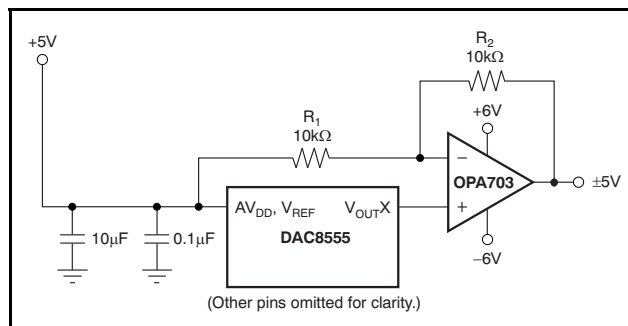 +5V
R2
10kΩ
R1
10kΩ
+6V
−
OPA703
±5V
+
−6V
AVDD, VREF
VOUTX
DAC8555
10μF
0.1μF
(Other pins omitted for clarity.)